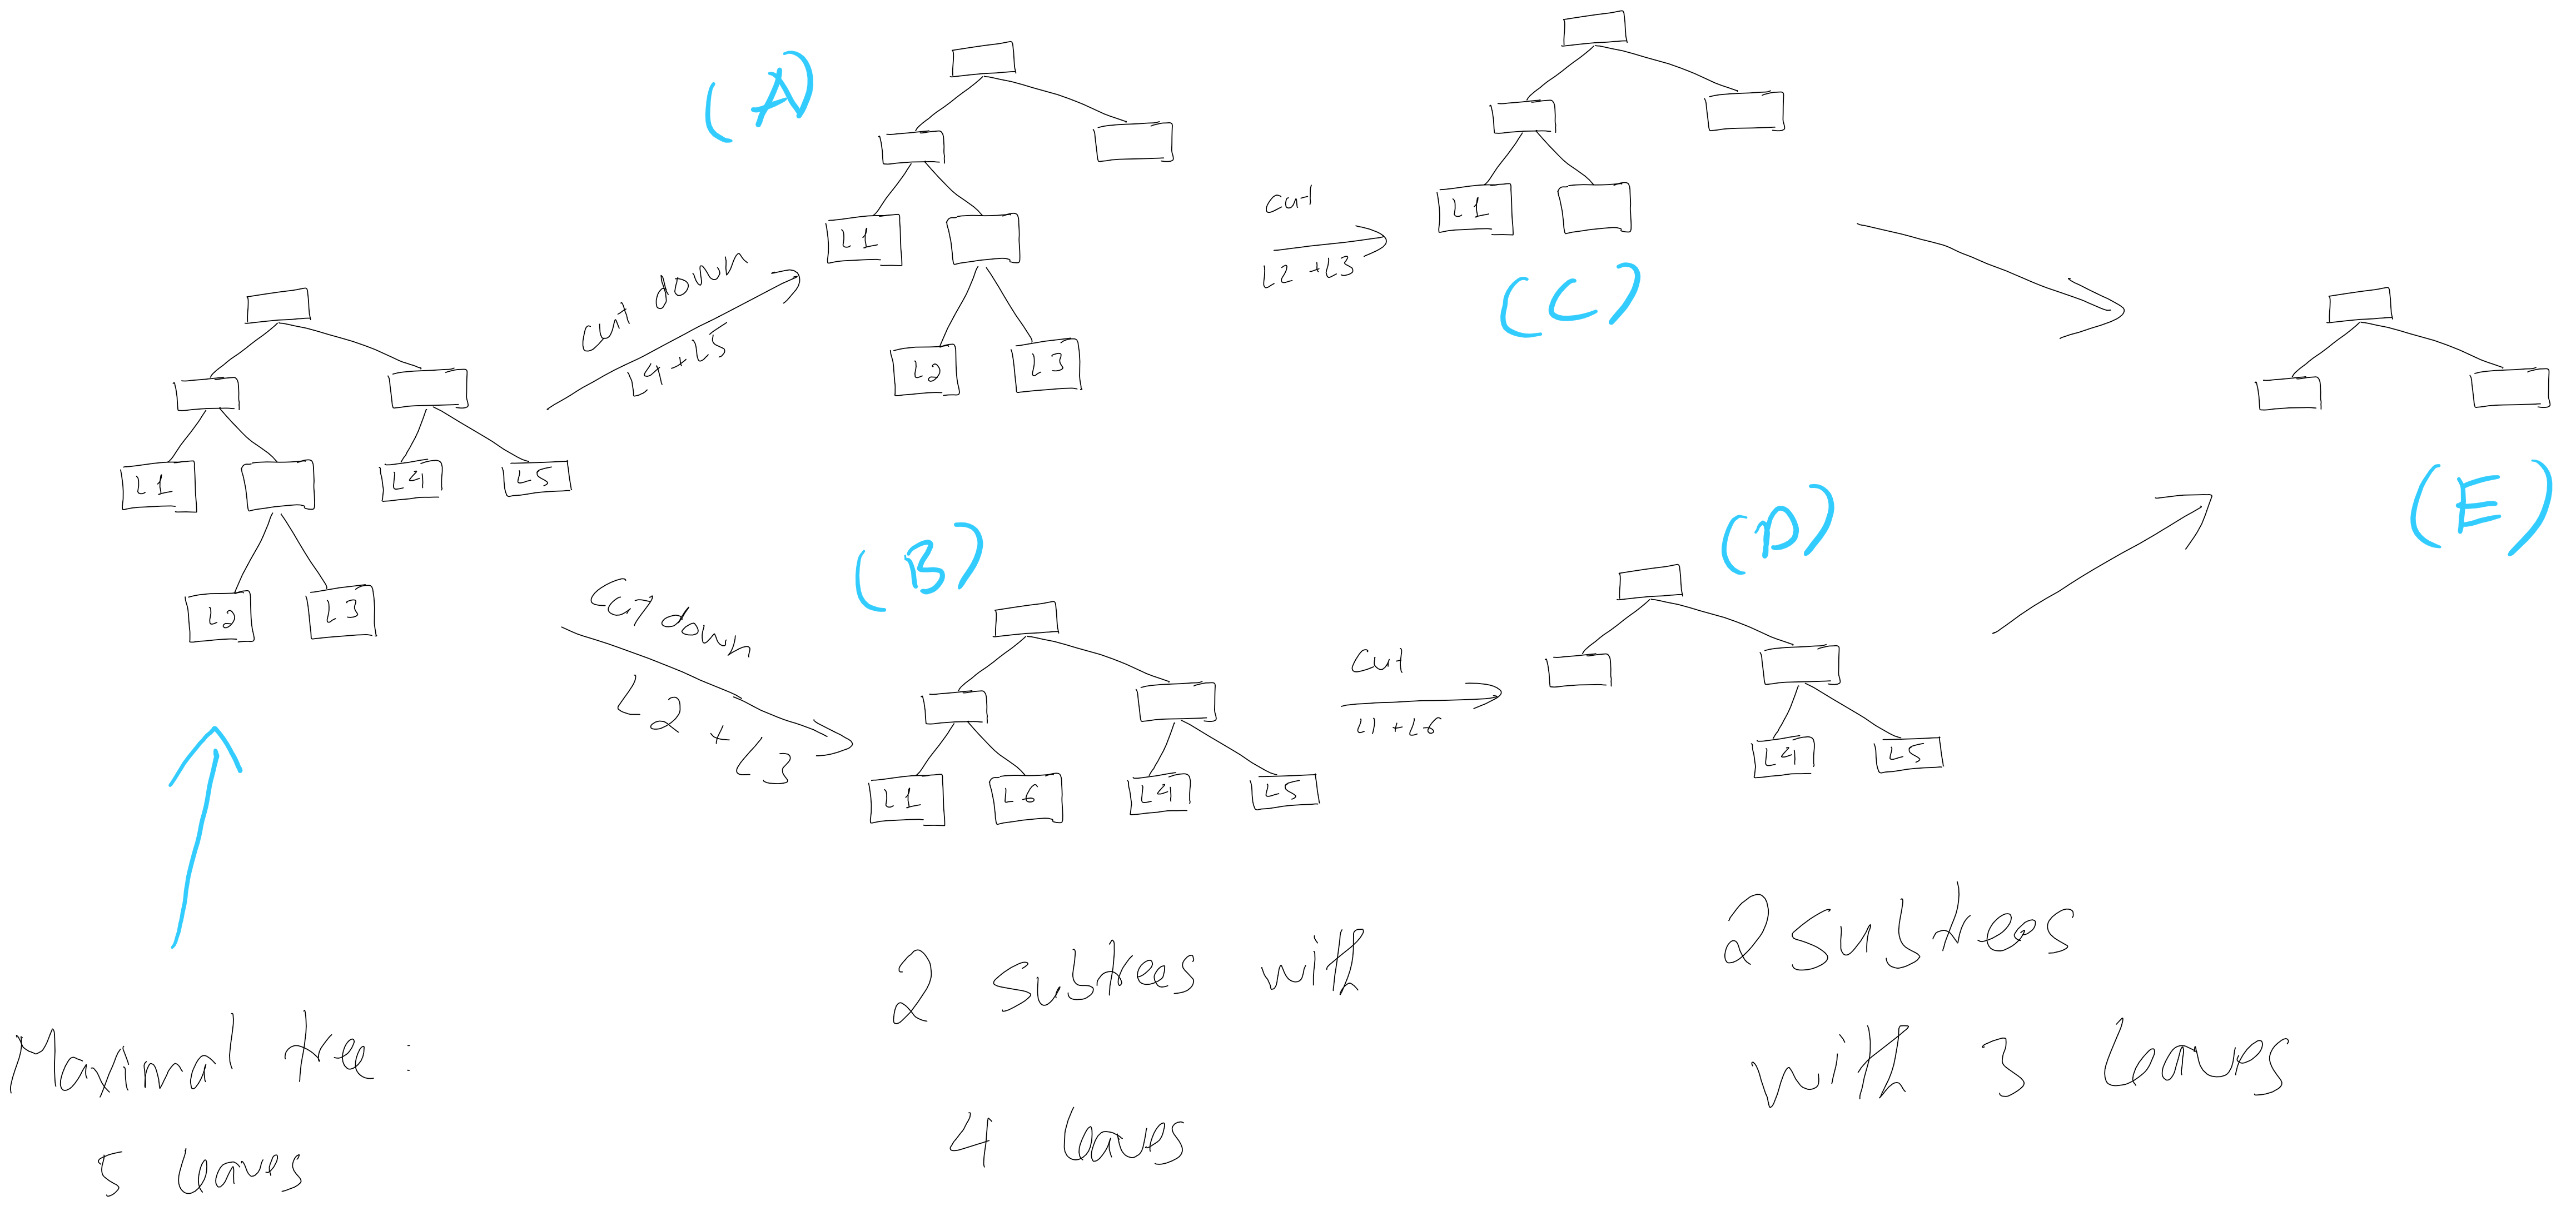 (A)
L1
L2
L3
cut
L2+L3
L1
(C)
cut down
L4+L5
L1
L4
L5
L2
L3
(E)
cut down
L2+L3
(B)
L1
L6
L4
L5
cut
L1+L6
(D)
L4
L5
Maximal tree:
5 leaves
2 subtrees with
4 leaves
2 subtrees
with 3 leaves